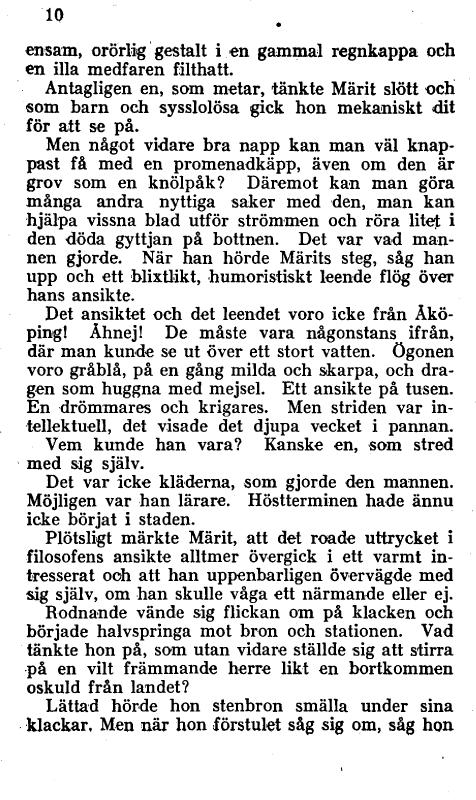 10
ensam, orörlig gestalt i en gammal regnkappa och
en illa medfaren filthatt.
Antagligen en, som metar, tänkte Märit slött och
som barn och sysslolösa gick hon mekaniskt dit
för att se på.
Men något vidare bra napp kan man väl knap-
past få med en promenadkäpp, även om den är
grov som en knölpåk? Däremot kan man göra
många andra nyttiga saker med den, man kan
hjälpa vissna blad utför strömmen och röra litet i
den döda gyttjan på bottnen. Det var vad man-
nen gjorde. När han hörde Märits steg, såg han
upp och ett blixtlikt, humoristiskt leende flög över
hans ansikte.
Det ansiktet och det leendet voro icke från Åkö-
ping! Åhnej! De måste vara någonstans ifrån,
där man kunde se ut över ett stort vatten. Ögonen
voro gråblå, på en gång milda och skarpa, och dra-
gen som huggna med mejsel. Ett ansikte på tusen.
En drömmares och krigares. Men striden var in-
tellektuell, det visade det djupa vecket i pannan.
Vem kunde han vara? Kanske en, som stred
med sig själv.
Det var icke kläderna, som gjorde den mannen.
Möjligen var han lärare. Höstterminen hade ännu
icke börjat i staden.
Plötsligt märkte Märit, att det roade uttrycket i
filosofens ansikte alltmer övergick i ett varmt in-
tresserat och att han uppenbarligen övervägde med
sig själv, om han skulle våga ett närmande eller ej.
Rodnande vände sig flickan om på klacken och
började halvspringa mot bron och stationen. Vad
tänkte hon på, som utan vidare ställde sig att stirra
på en vilt främmande herre likt en bortkommen
oskuld från landet?
Lättad hörde hon stenbron smälla under sina
klackar. Men när hon förstulet såg sig om, såg hon